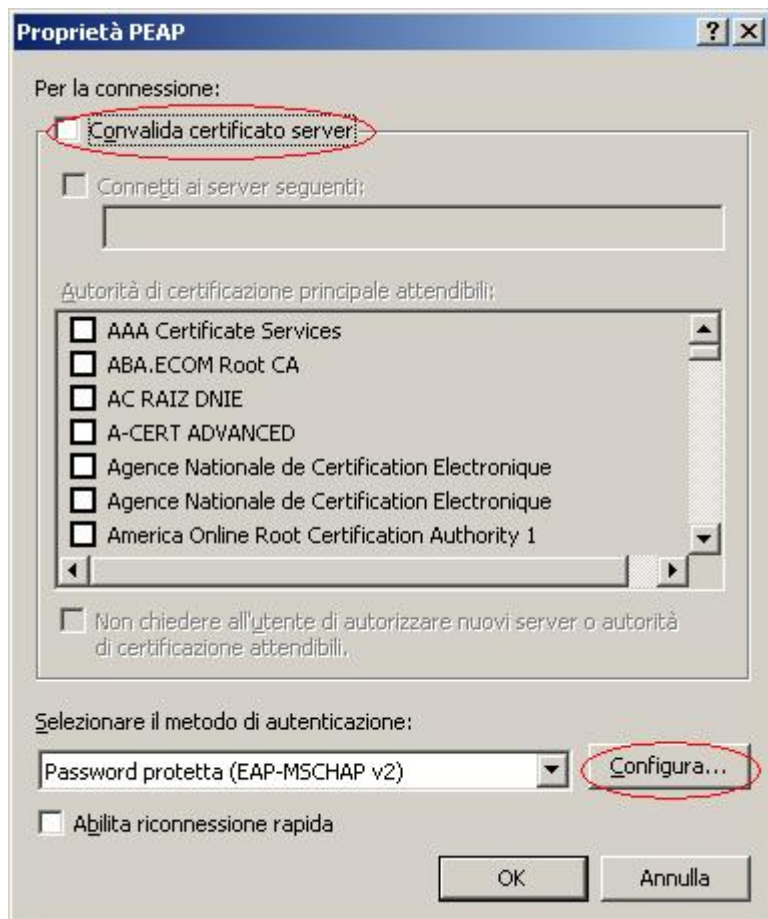 Proprietà PEAP
Per la connessione:
Convalida certificato server
Connetti ai server seguenti:
Autorità di certificazione principale attendibili:
AAA Certificate Services
ABA.ECOM Root CA
AC RAIZ DNIE
A-CERT ADVANCED
Agence Nationale de Certification Electronique
Agence Nationale de Certification Electronique
America Online Root Certification Authority 1
Non chiedere all'utente di autorizzare nuovi server o autorità
di certificazione attendibili.
Selezionare il metodo di autenticazione:
Password protetta (EAP-MSCHAP v2)
Configura...
Abilita riconnessione rapida
OK
Annulla